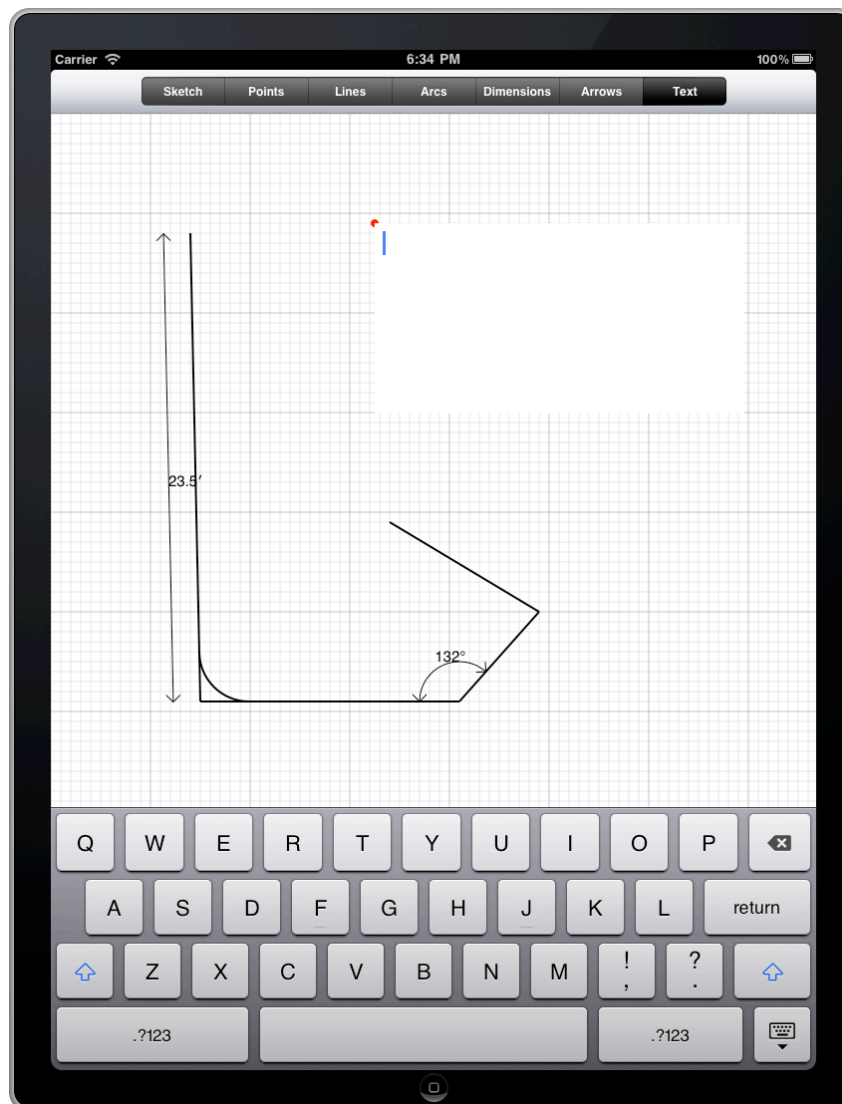 Carrier 6:34 PM 100%
Sketch Points Lines Arcs Dimensions Arrows Text
23.5′
132°
Q W E R T Y U I O P
A S D F G H J K L return
Z X C V B N M ! ?
, .
.?123 .?123